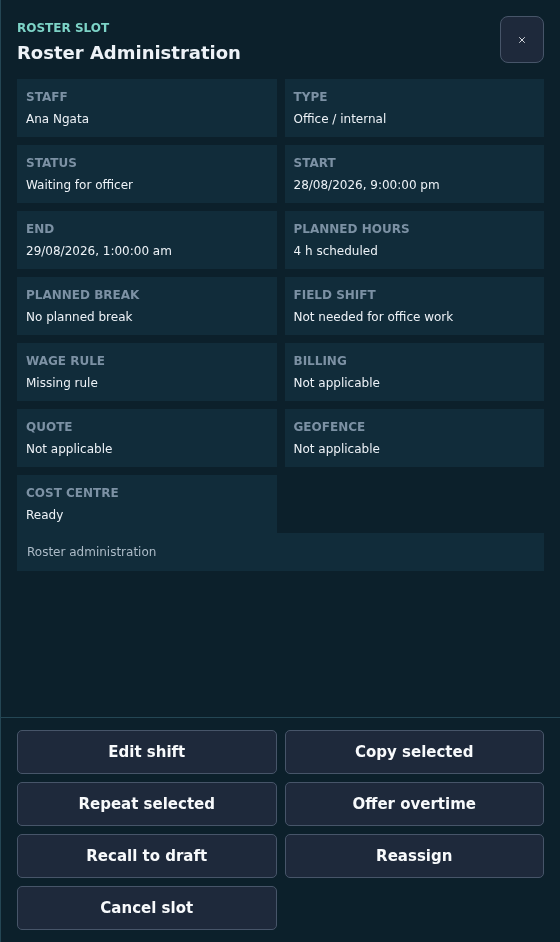 ROSTER SLOT
Roster Administration
×
STAFF
Ana Ngata
TYPE
Office / internal
STATUS
Waiting for officer
START
28/08/2026, 9:00:00 pm
END
29/08/2026, 1:00:00 am
PLANNED HOURS
4 h scheduled
PLANNED BREAK
No planned break
FIELD SHIFT
Not needed for office work
WAGE RULE
Missing rule
BILLING
Not applicable
QUOTE
Not applicable
GEOFENCE
Not applicable
COST CENTRE
Ready
Roster administration
Edit shift
Copy selected
Repeat selected
Offer overtime
Recall to draft
Reassign
Cancel slot